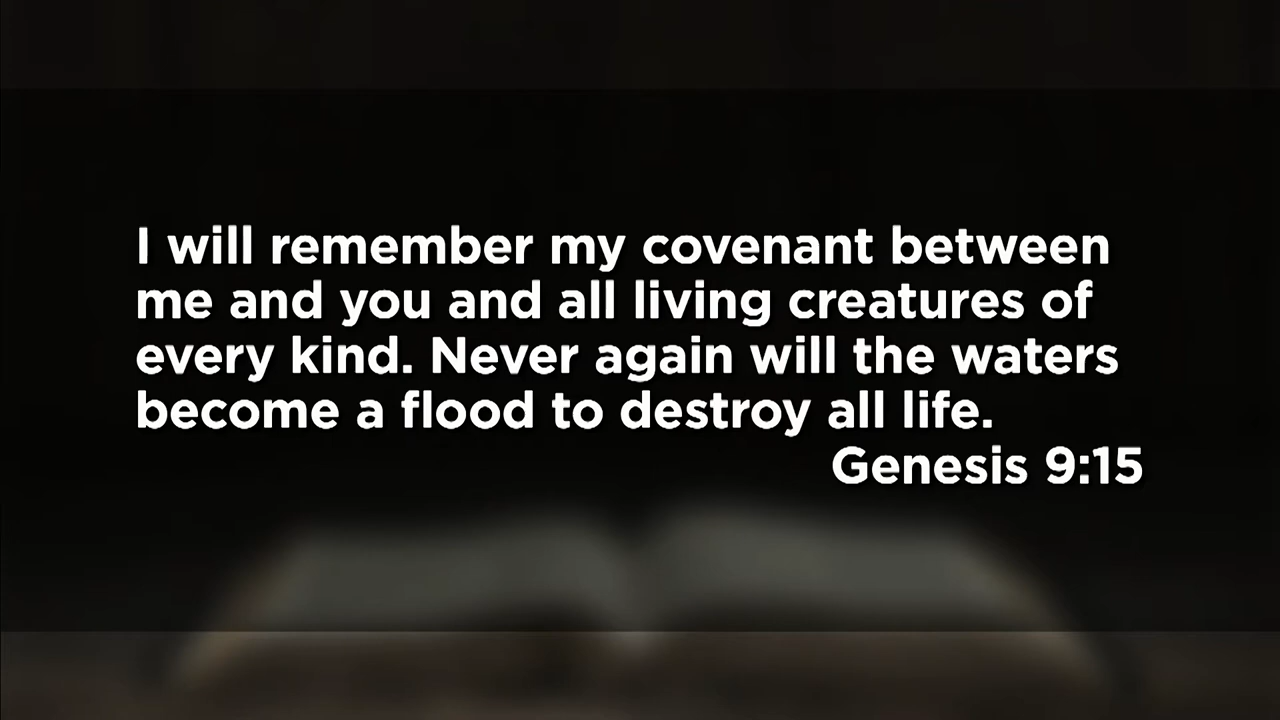 I will remember my covenant between
me and you and all living creatures of
every kind. Never again will the waters
become a flood to destroy all life.
Genesis 9:15